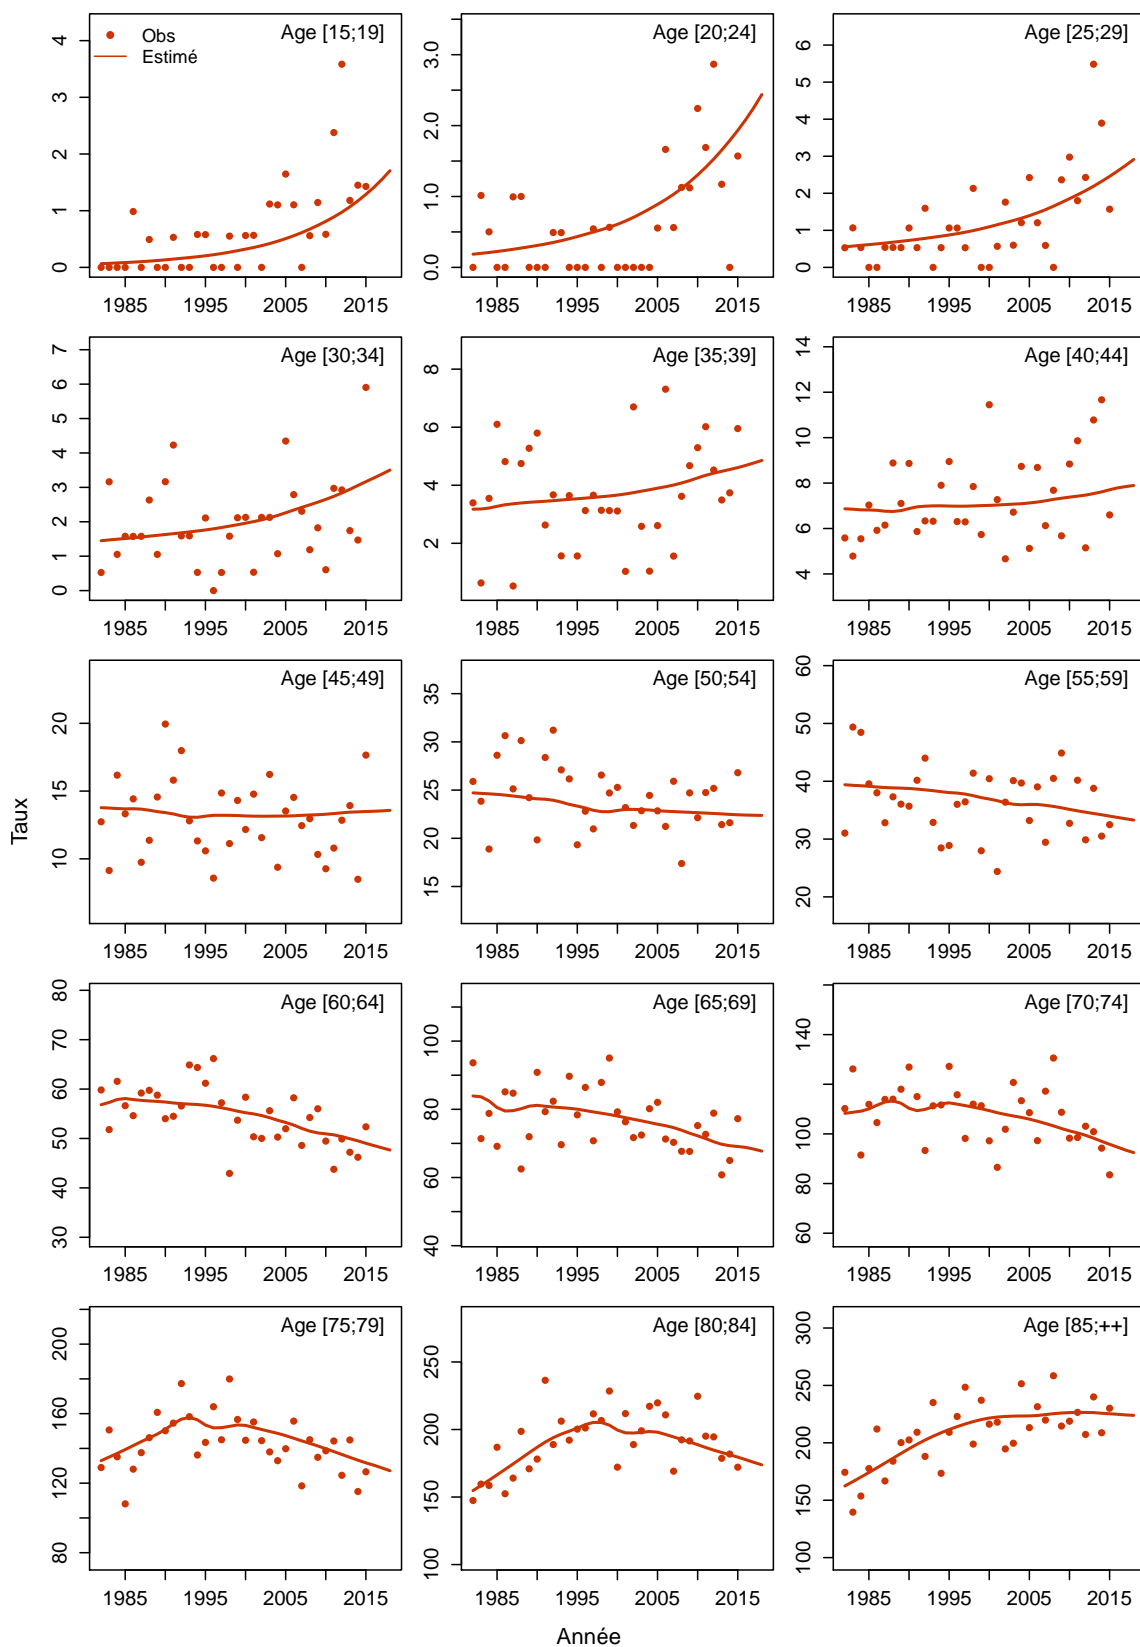 Obs
Estimé
Age [15;19]
0 1 2 3 4
1985 1995 2005 2015
Age [20;24]
0.0 1.0 2.0 3.0
1985 1995 2005 2015
Age [25;29]
0 1 2 3 4 5 6
1985 1995 2005 2015
Age [30;34]
0 1 2 3 4 5 6 7
1985 1995 2005 2015
Age [35;39]
2 4 6 8
1985 1995 2005 2015
Age [40;44]
4 6 8 10 12 14
1985 1995 2005 2015
Taux
Age [45;49]
10 15 20
1985 1995 2005 2015
Age [50;54]
15 20 25 30 35
1985 1995 2005 2015
Age [55;59]
20 30 40 50 60
1985 1995 2005 2015
Age [60;64]
30 40 50 60 70 80
1985 1995 2005 2015
Age [65;69]
40 60 80 100
1985 1995 2005 2015
Age [70;74]
60 80 100 140
1985 1995 2005 2015
Age [75;79]
80 120 160 200
1985 1995 2005 2015
Age [80;84]
100 150 200 250
1985 1995 2005 2015
Age [85;++]
100 150 200 250 300
1985 1995 2005 2015
Année